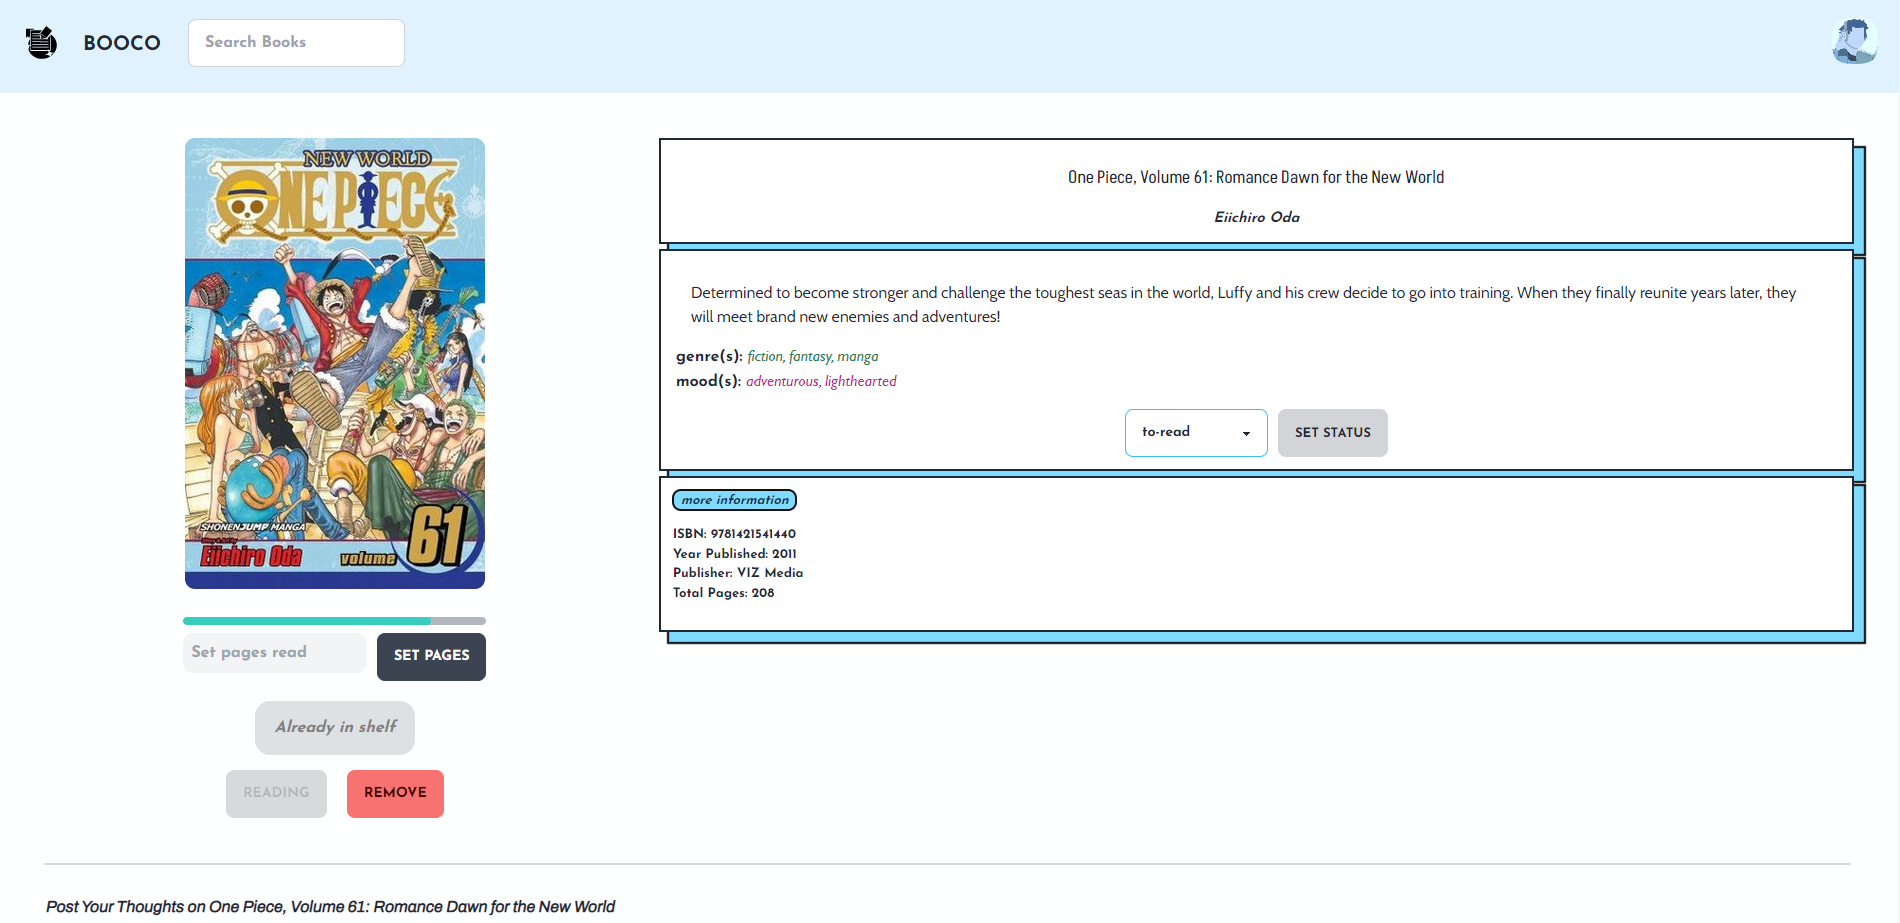 BOOCO
Search Books
NEW WORLD
ONE PIECE
SHONEN JUMP MANGA
Story & Art by
Eiichiro Oda
volume 61
Set pages read
SET PAGES
Already in shelf
READING
REMOVE
One Piece, Volume 61: Romance Dawn for the New World
Eiichiro Oda
Determined to become stronger and challenge the toughest seas in the world, Luffy and his crew decide to go into training. When they finally reunite years later, they
will meet brand new enemies and adventures!
genre(s): fiction, fantasy, manga
mood(s): adventurous, lighthearted
to-read
SET STATUS
more information
ISBN: 9781421541440
Year Published: 2011
Publisher: VIZ Media
Total Pages: 208
Post Your Thoughts on One Piece, Volume 61: Romance Dawn for the New World